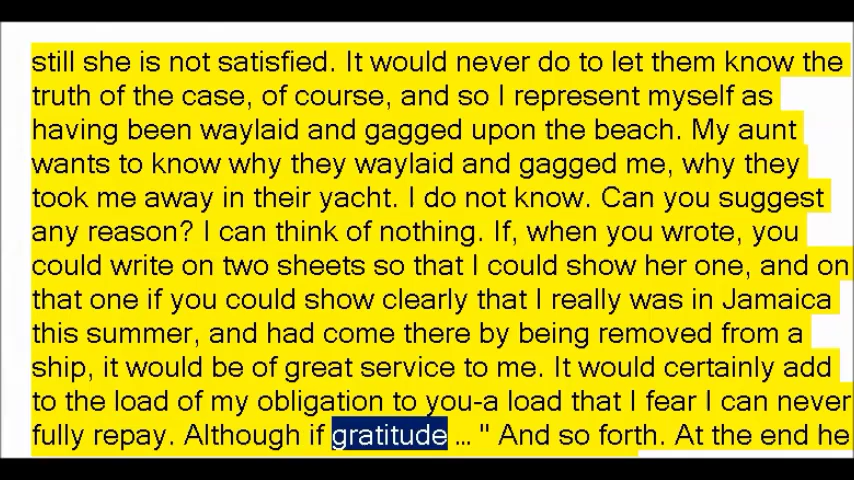 still she is not satisfied. It would never do to let them know the
truth of the case, of course, and so I represent myself as
having been waylaid and gagged upon the beach. My aunt
wants to know why they waylaid and gagged me, why they
took me away in their yacht. I do not know. Can you suggest
any reason? I can think of nothing. If, when you wrote, you
could write on two sheets so that I could show her one, and on
that one if you could show clearly that I really was in Jamaica
this summer, and had come there by being removed from a
ship, it would be of great service to me. It would certainly add
to the load of my obligation to you-a load that I fear I can never
fully repay. Although if gratitude ... " And so forth. At the end he